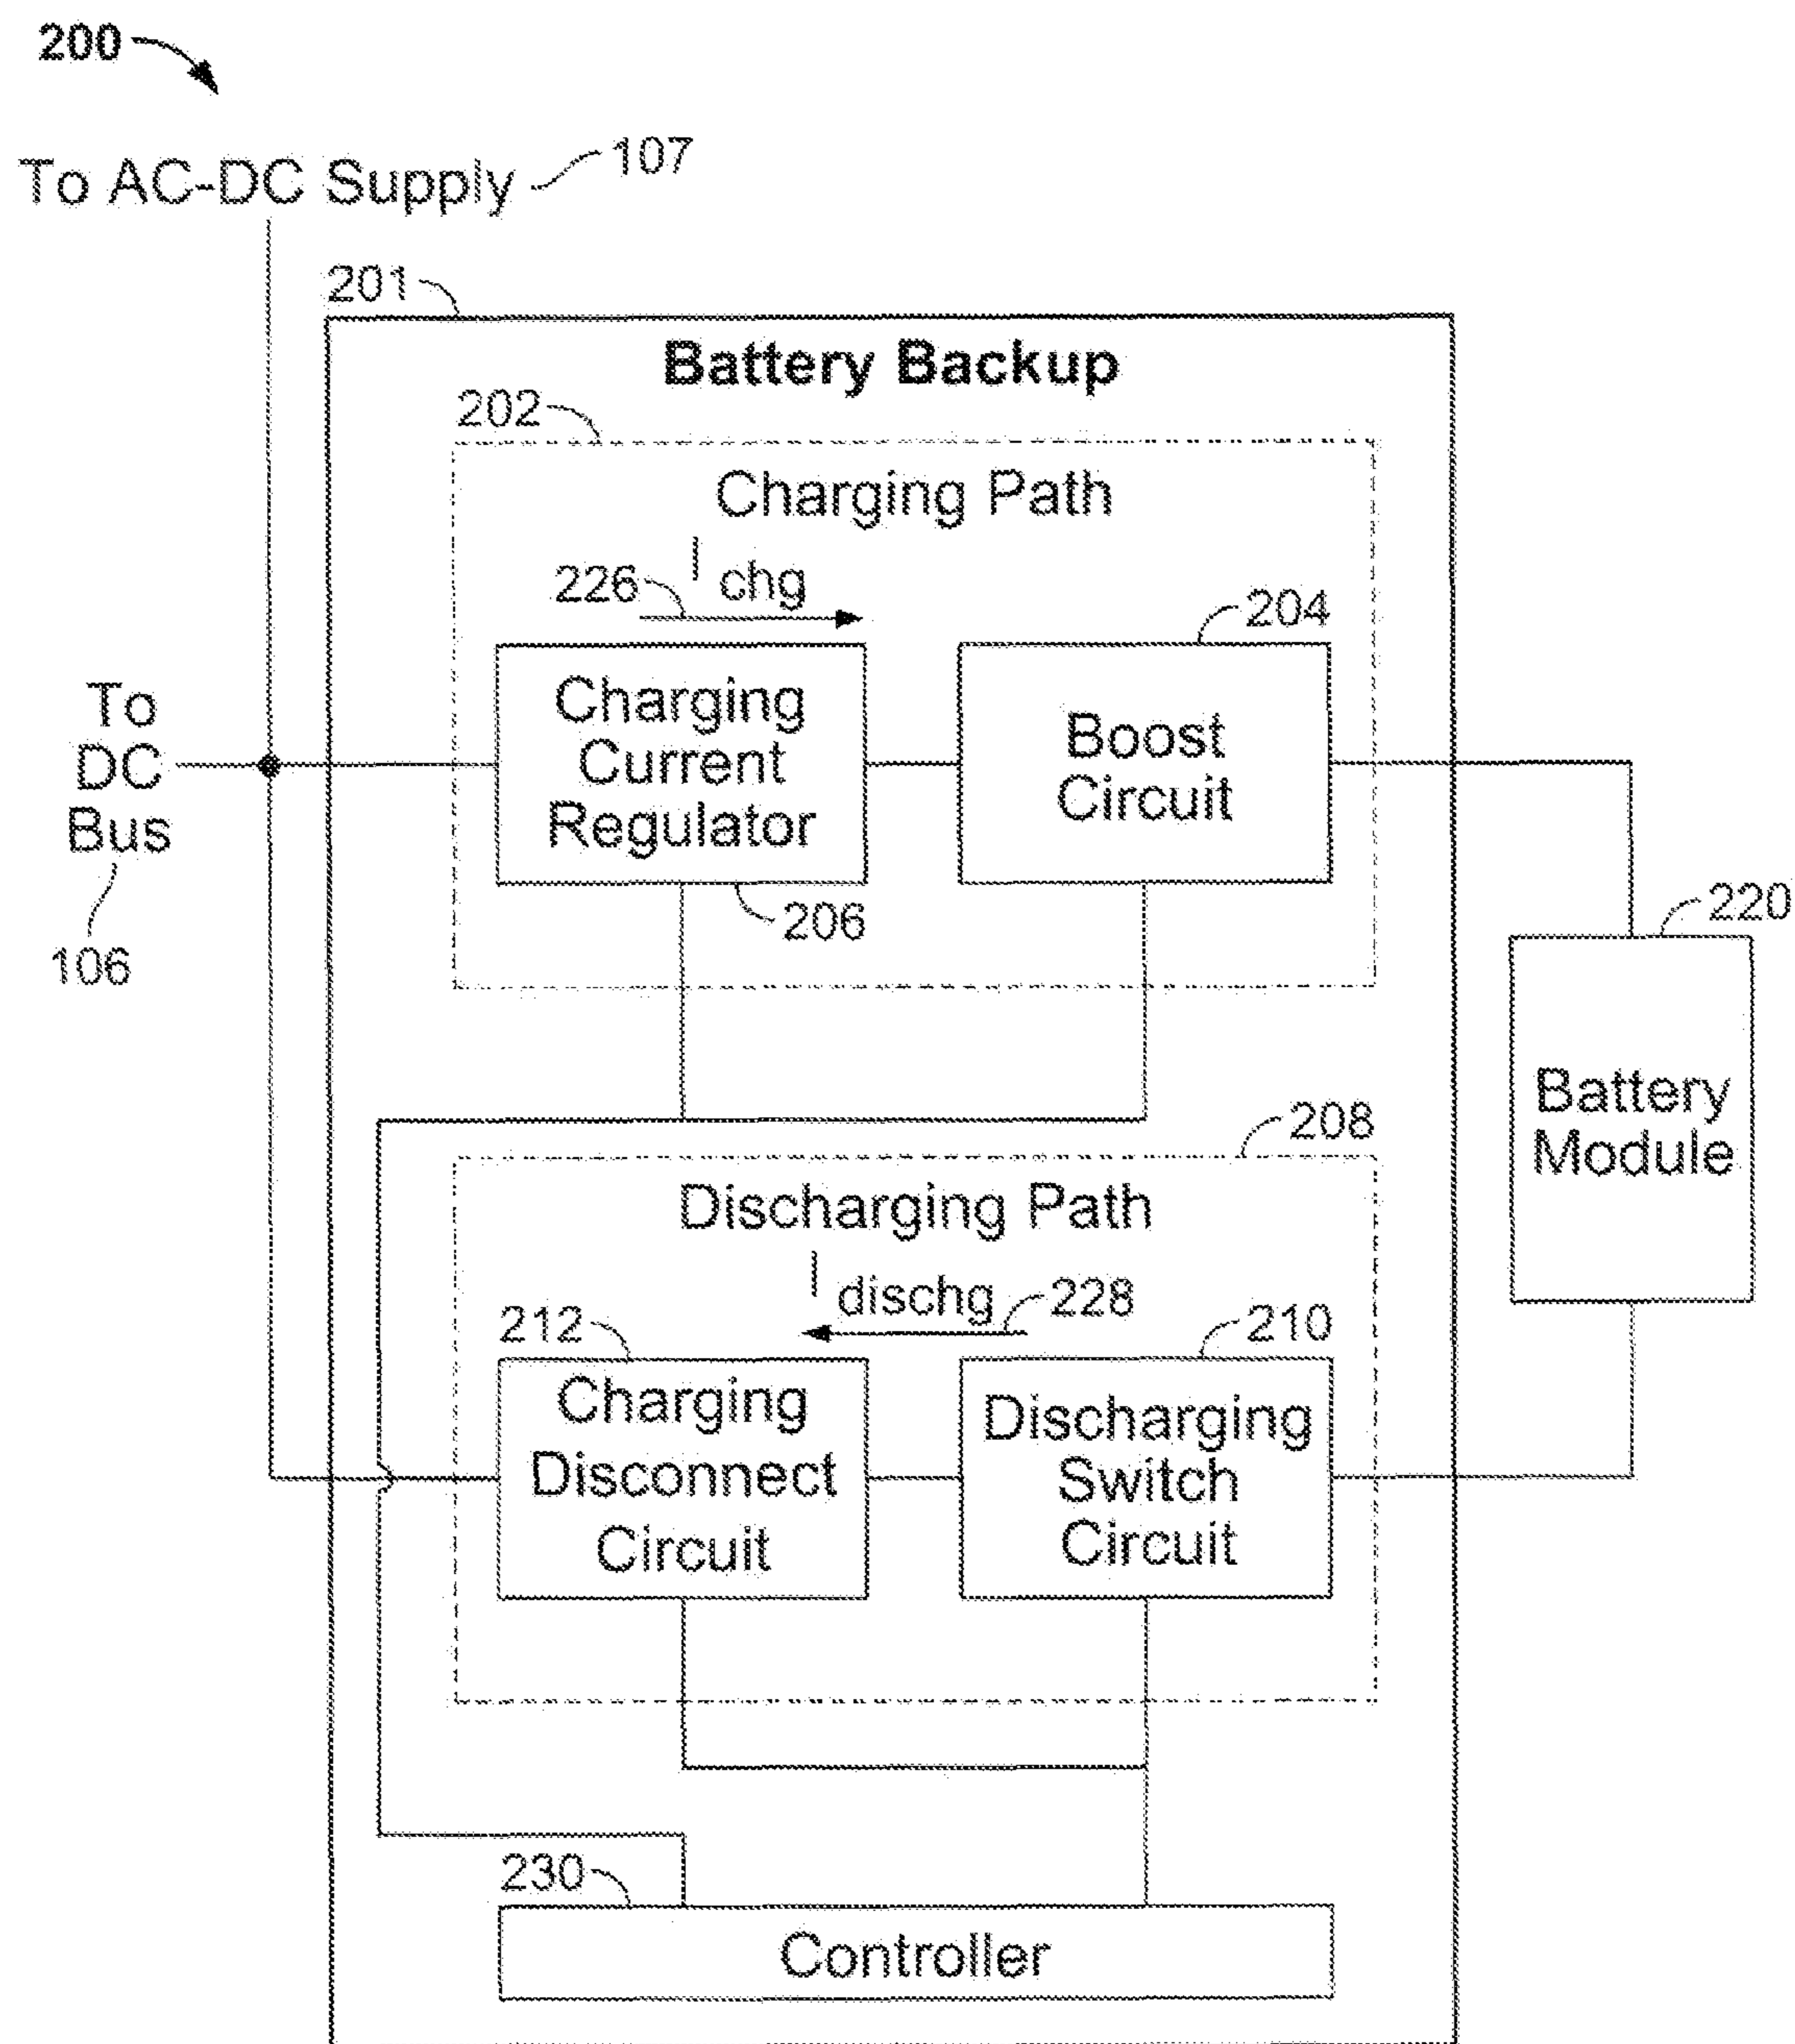 200
To AC-DC Supply 107
201
Battery Backup
202
Charging Path
I chg
226
204
Charging
Current
Regulator
Boost
Circuit
To
DC
Bus
206
106
220
Battery
Module
208
Discharging Path
I dischg
228
212
210
Charging
Disconnect
Circuit
Discharging
Switch
Circuit
230
Controller